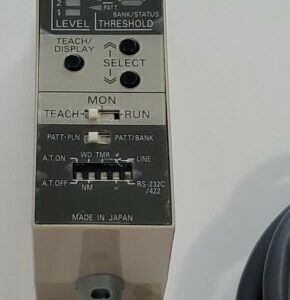 2
1
PATT
BANK/STATUS
LEVEL THRESHOLD
TEACH/
DISPLAY
SELECT
MON
TEACH RUN
PATT-PLN PATT/BANK
WD TMR
A.T.ON LINE
A.T.OFF RS-232C
NM /422
MADE IN JAPAN